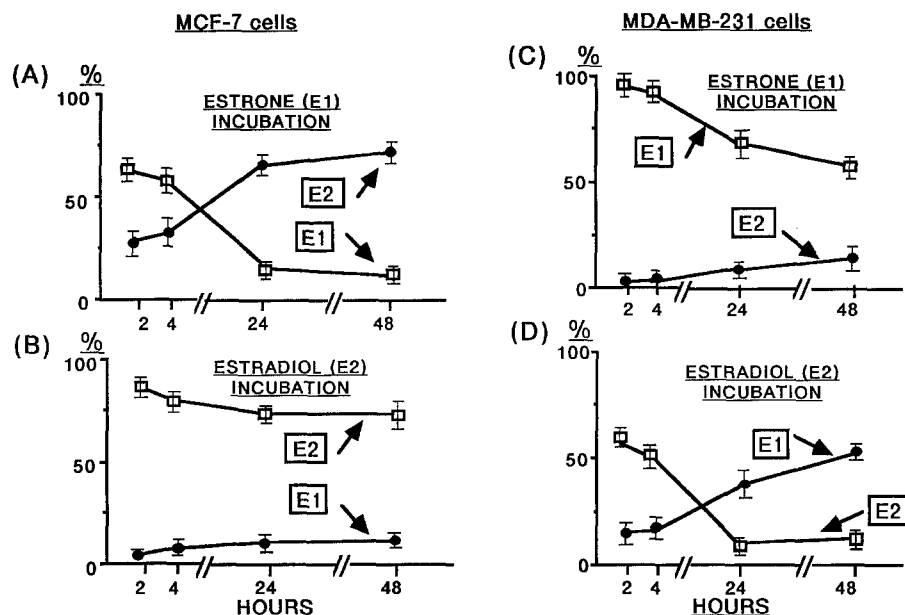 MCF-7 cells
(A)
%
100
50
0
ESTRONE (E1)
INCUBATION
E2
E1
2 4 24 48
(B)
%
100
50
0
ESTRADIOL (E2)
INCUBATION
E2
E1
2 4 24 48
HOURS
MDA-MB-231 cells
(C)
%
100
50
0
ESTRONE (E1)
INCUBATION
E1
E2
2 4 24 48
(D)
%
100
50
0
ESTRADIOL (E2)
INCUBATION
E1
E2
2 4 24 48
HOURS